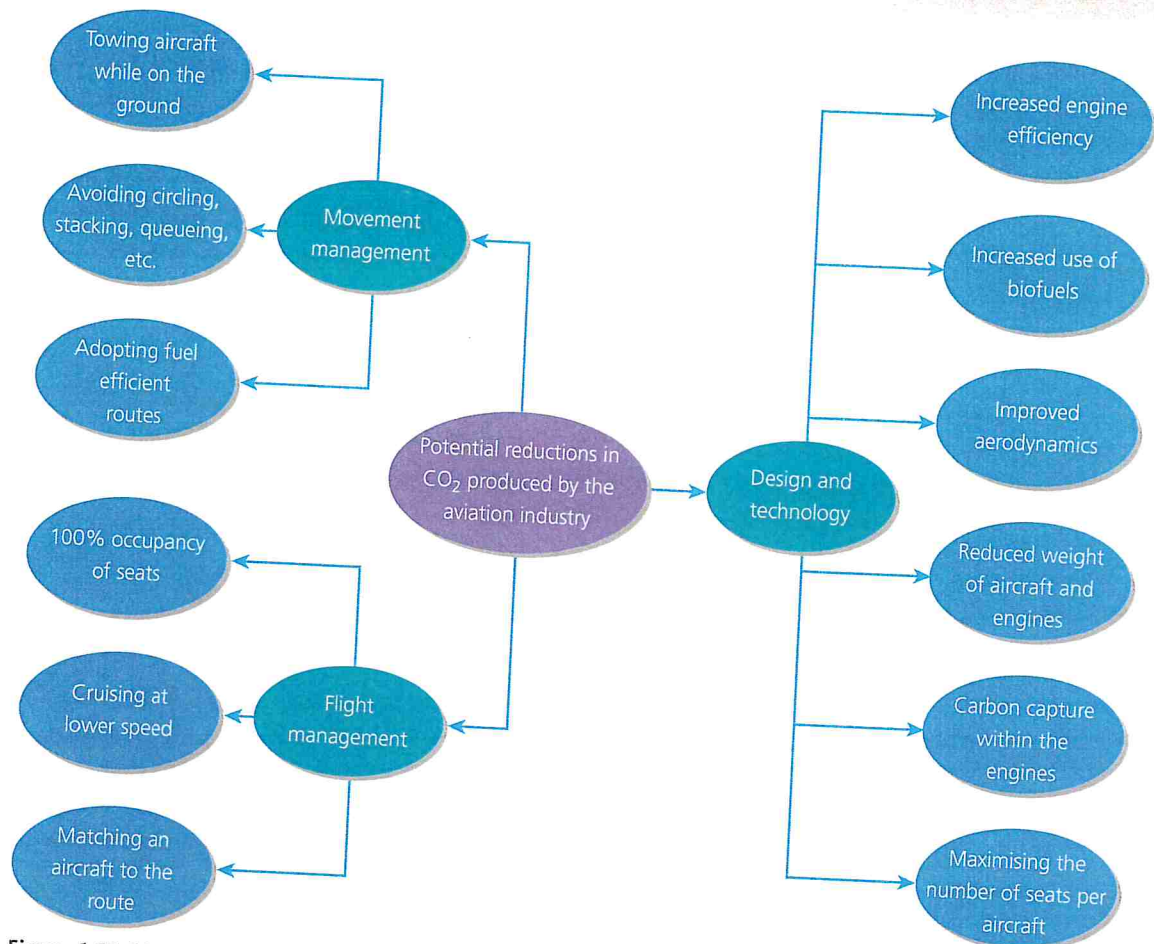 Towing aircraft
while on the
ground
Avoiding circling,
stacking, queueing,
etc.
Movement
management
Adopting fuel
efficient
routes
Potential reductions in
CO₂ produced by the
aviation industry
100% occupancy
of seats
Cruising at
lower speed
Flight
management
Matching an
aircraft to the
route
Design and
technology
Increased engine
efficiency
Increased use of
biofuels
Improved
aerodynamics
Reduced weight
of aircraft and
engines
Carbon capture
within the
engines
Maximising the
number of seats per
aircraft